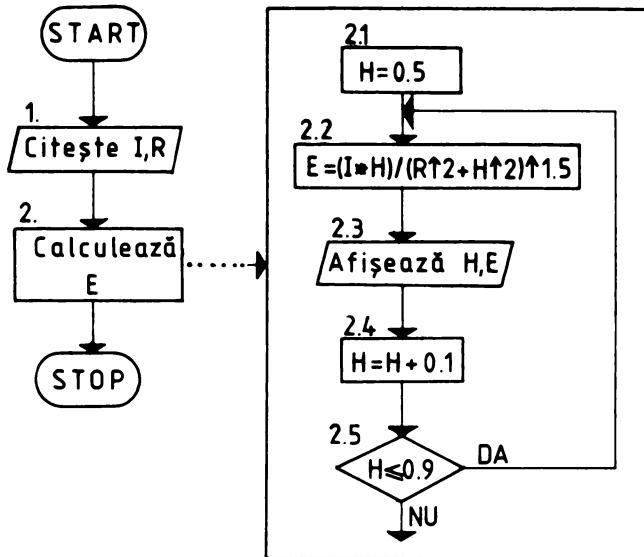 START
1.
Citește I,R
2.
Calculează
E
STOP
2.1
H=0.5
2.2
E=(I*H)/(R↑2+H↑2)↑1.5
2.3
Afișează H,E
2.4
H=H+0.1
2.5
H≤0.9
DA
NU